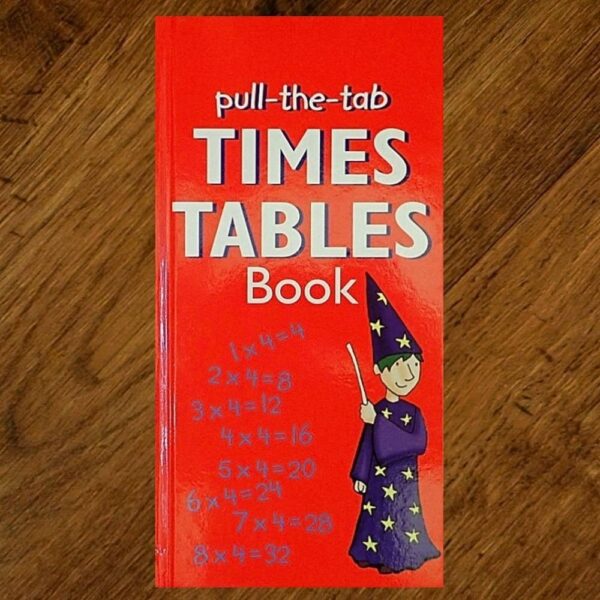 pull-the-tab
TIMES
TABLES
Book
1 x 4 = 4
2 x 4 = 8
3 x 4 = 12
4 x 4 = 16
5 x 4 = 20
6 x 4 = 24
7 x 4 = 28
8 x 4 = 32